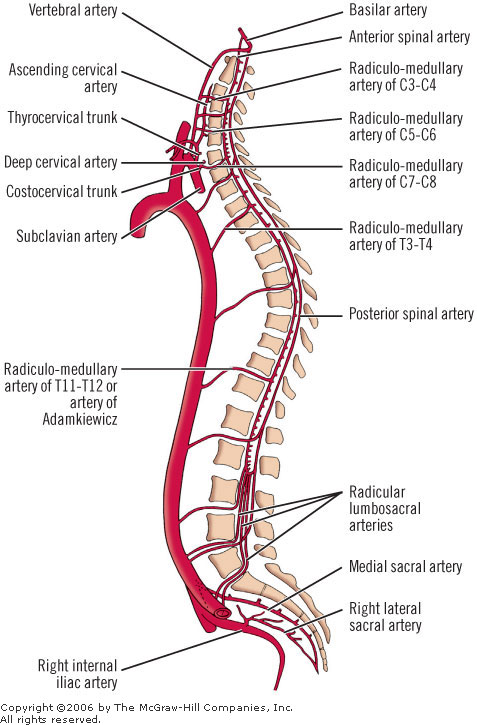 Vertebral artery
Ascending cervical
artery
Thyrocervical trunk
Deep cervical artery
Costocervical trunk
Subclavian artery
Radiculo-medullary
artery of T11-T12 or
artery of
Adamkiewicz
Right internal
iliac artery
Basilar artery
Anterior spinal artery
Radiculo-medullary
artery of C3-C4
Radiculo-medullary
artery of C5-C6
Radiculo-medullary
artery of C7-C8
Radiculo-medullary
artery of T3-T4
Posterior spinal artery
Radicular
lumbosacral
arteries
Medial sacral artery
Right lateral
sacral artery
Copyright ©2006 by The McGraw-Hill Companies, Inc.
All rights reserved.